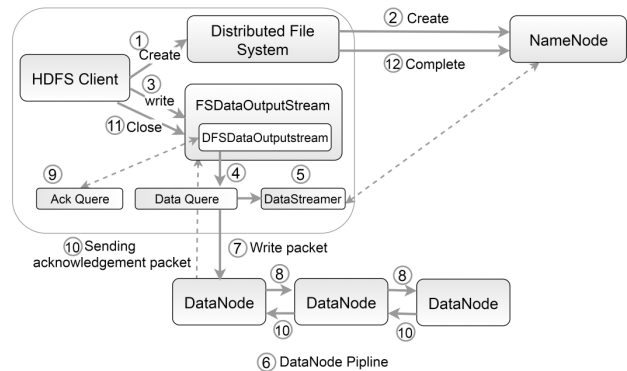 ① Create
Distributed File
System
② Create
NameNode
⑫ Complete
HDFS Client
③ write
FSDataOutputStream
⑪ Close
DFSDataOutputstream
⑨
④
⑤
Ack Quere
Data Quere
DataStreamer
⑩ Sending
acknowledgement packet
⑦ Write packet
⑧
⑧
DataNode
DataNode
DataNode
⑩
⑩
⑥ DataNode Pipline